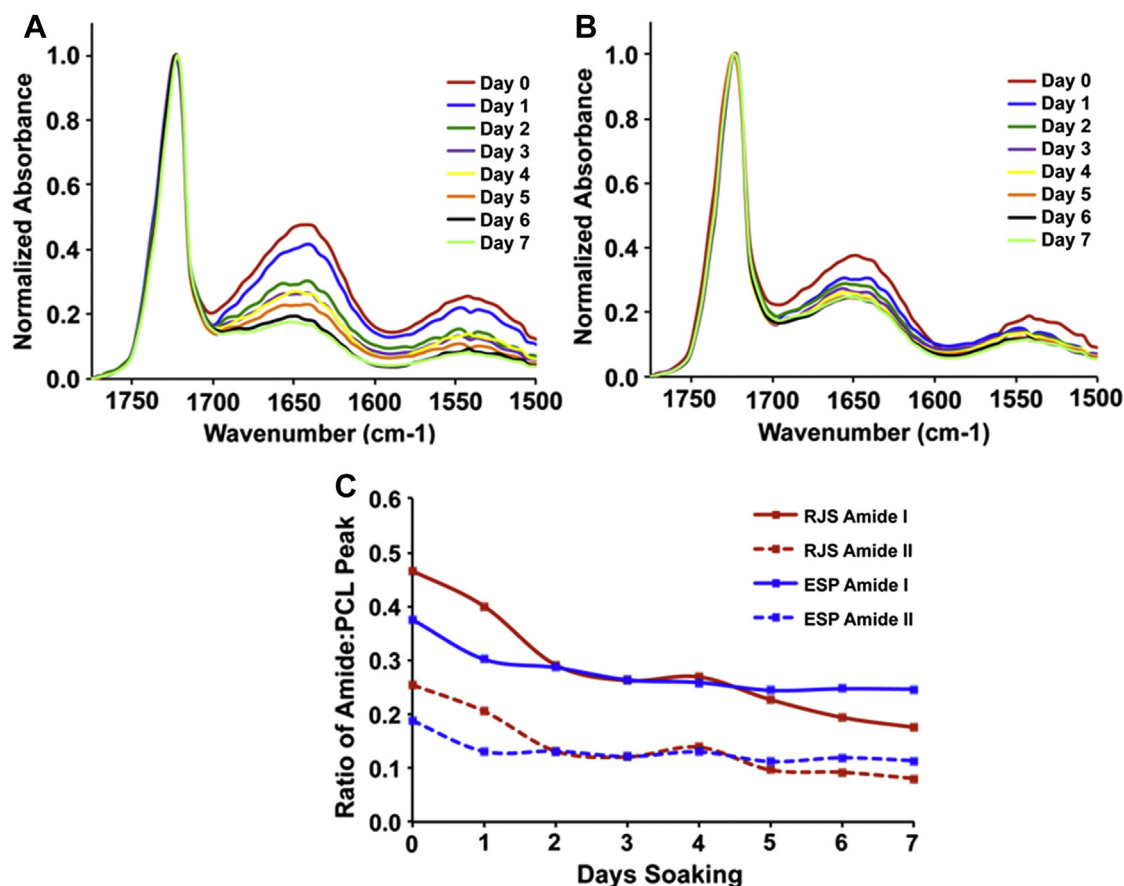 A
Normalized Absorbance
1.0
0.8
0.6
0.4
0.2
0.0
1750 1700 1650 1600 1550 1500
Wavenumber (cm-1)
Day 0
Day 1
Day 2
Day 3
Day 4
Day 5
Day 6
Day 7
B
Normalized Absorbance
1.0
0.8
0.6
0.4
0.2
0.0
1750 1700 1650 1600 1550 1500
Wavenumber (cm-1)
Day 0
Day 1
Day 2
Day 3
Day 4
Day 5
Day 6
Day 7
C
Ratio of Amide:PCL Peak
0.6
0.5
0.4
0.3
0.2
0.1
0.0
0 1 2 3 4 5 6 7
Days Soaking
RJS Amide I
RJS Amide II
ESP Amide I
ESP Amide II